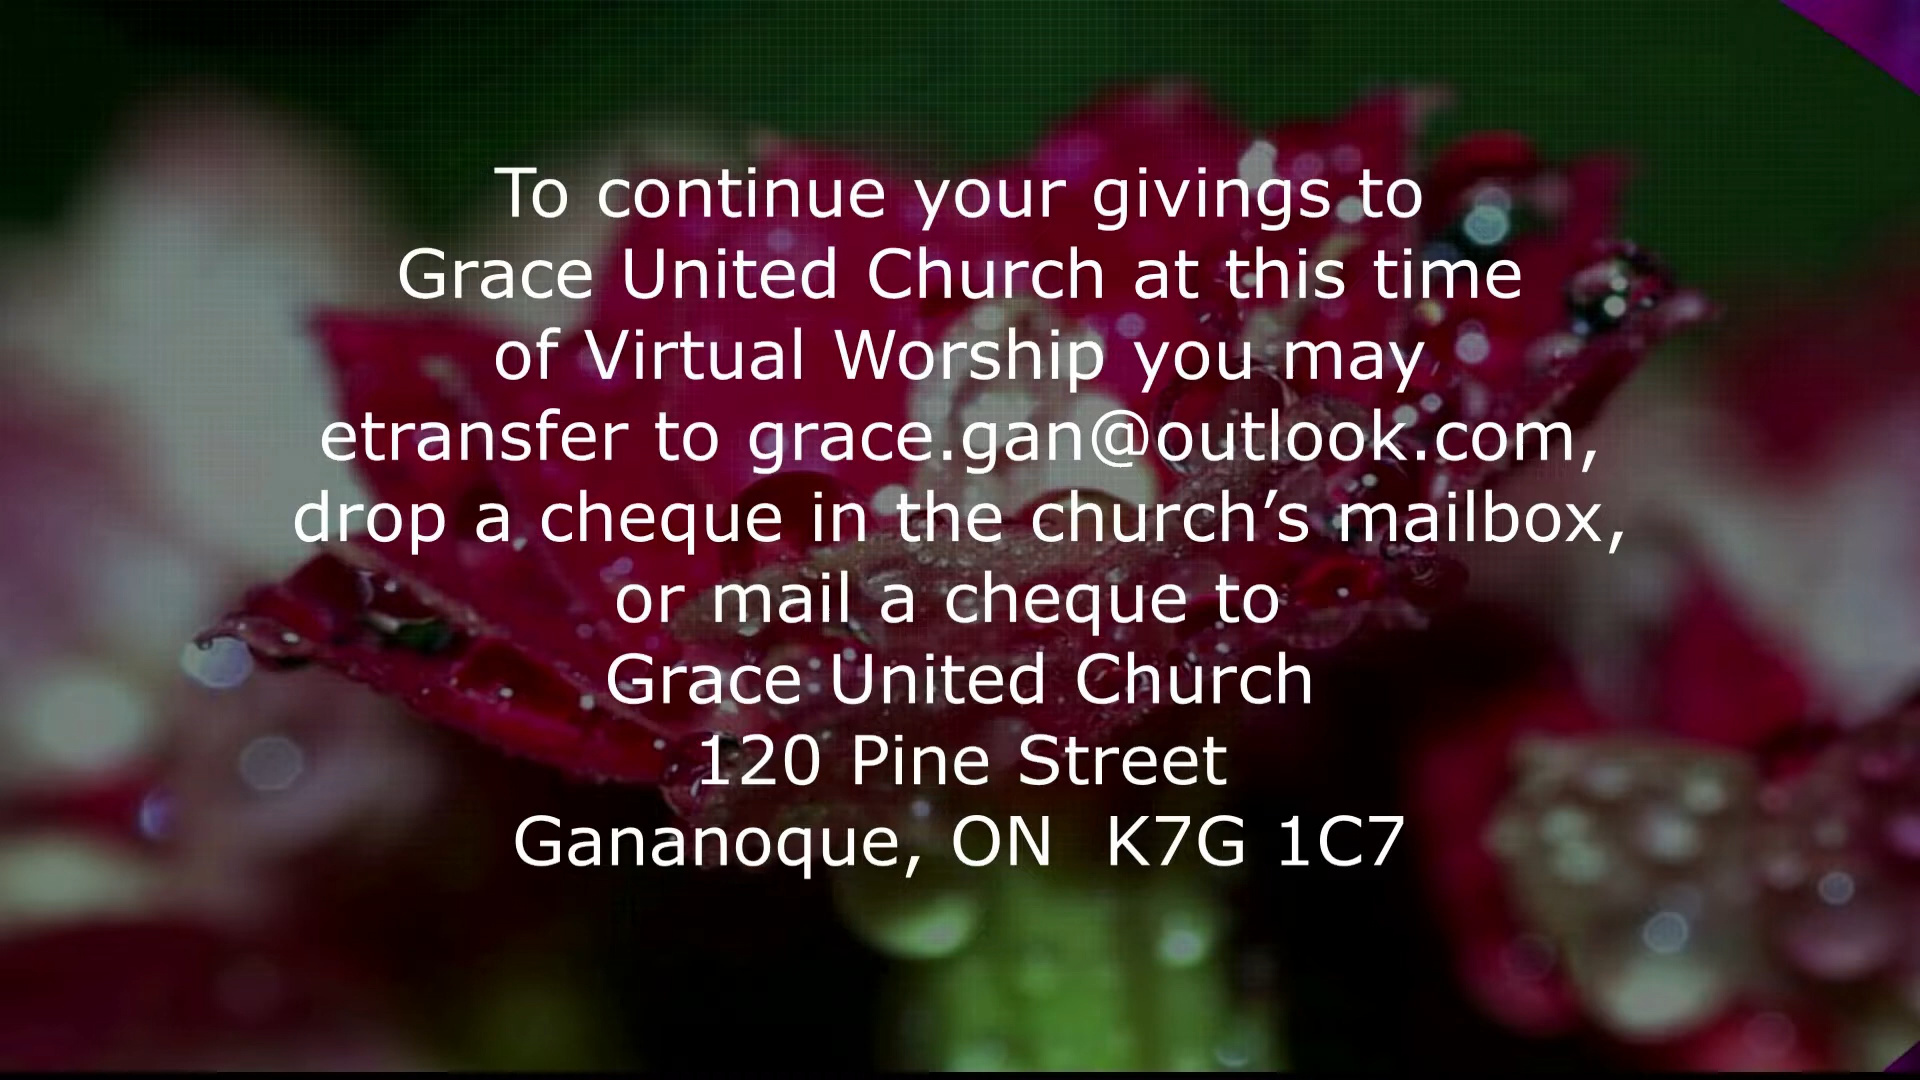 To continue your givings to
Grace United Church at this time
of Virtual Worship you may
etransfer to grace.gan@outlook.com,
drop a cheque in the church’s mailbox,
or mail a cheque to
Grace United Church
120 Pine Street
Gananoque, ON  K7G 1C7